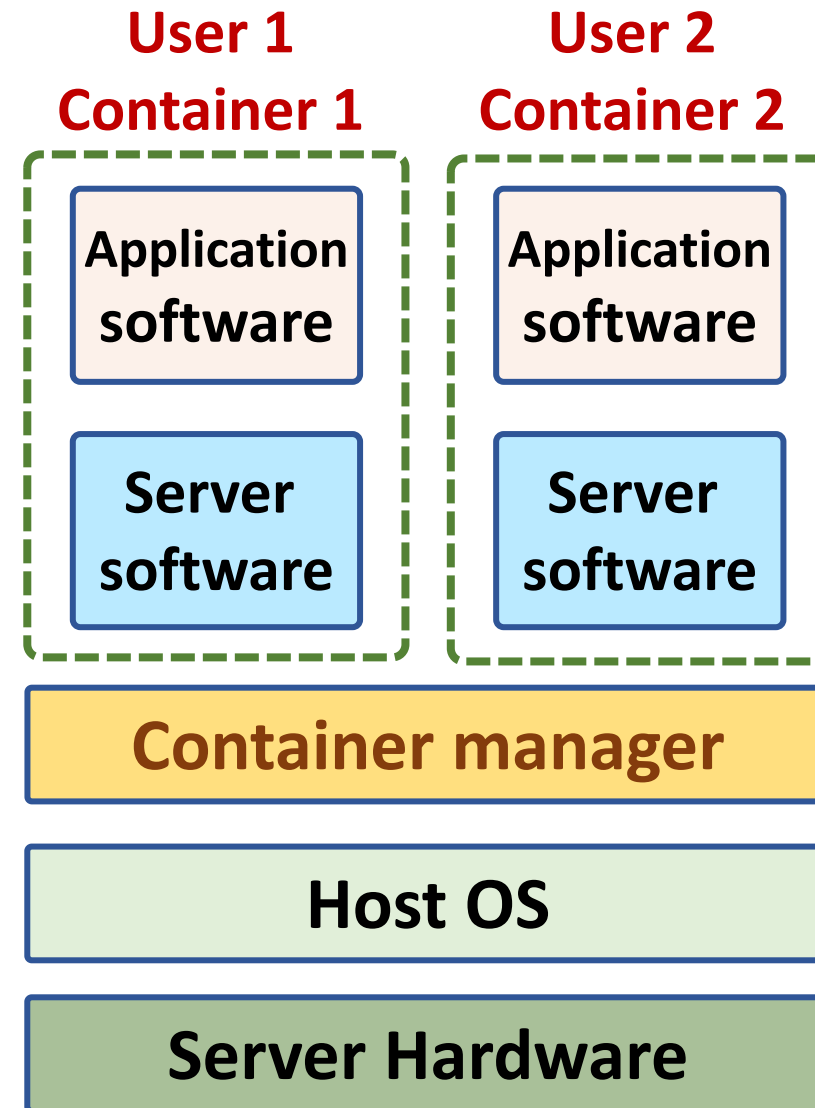 User 1
Container 1
User 2
Container 2
Application
software
Application
software
Server
software
Server
software
Container manager
Host OS
Server Hardware